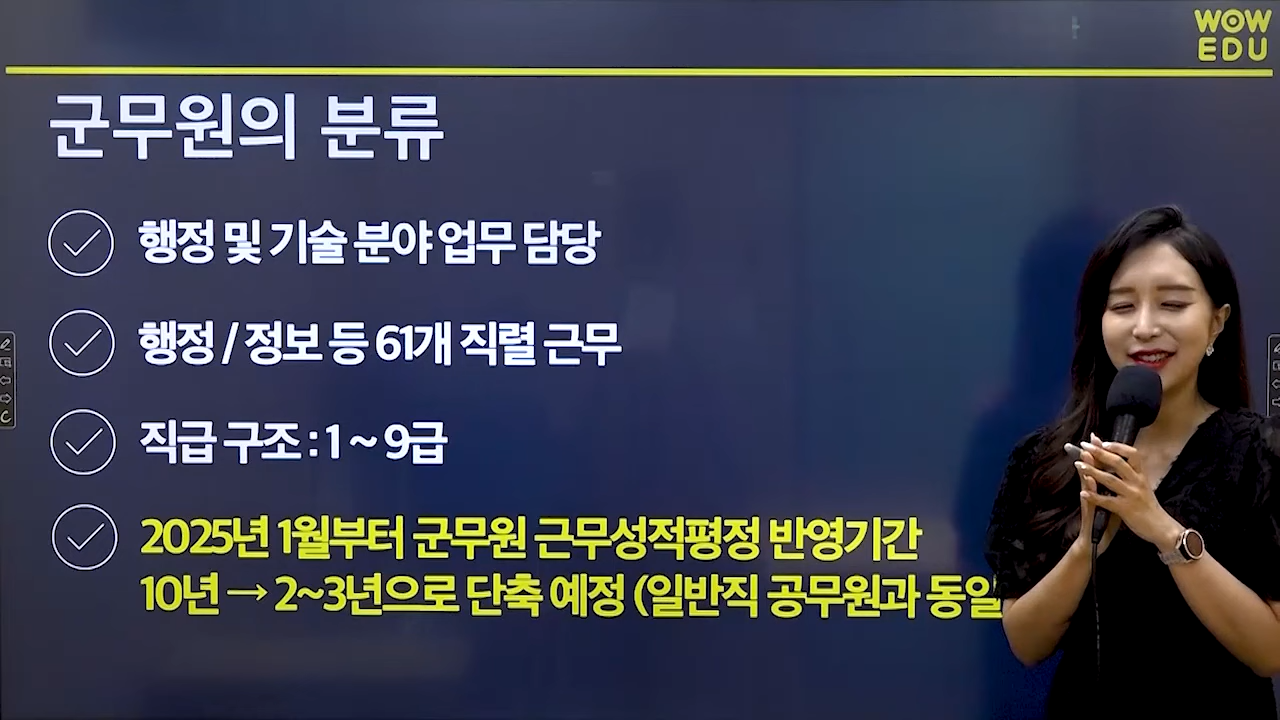 WOW
EDU
군무원의 분류
행정 및 기술 분야 업무 담당
행정 / 정보 등 61개 직렬 근무
직급 구조 : 1 ~ 9급
2025년 1월부터 군무원 근무성적평정 반영기간
10년 → 2~3년으로 단축 예정 (일반직 공무원과 동일